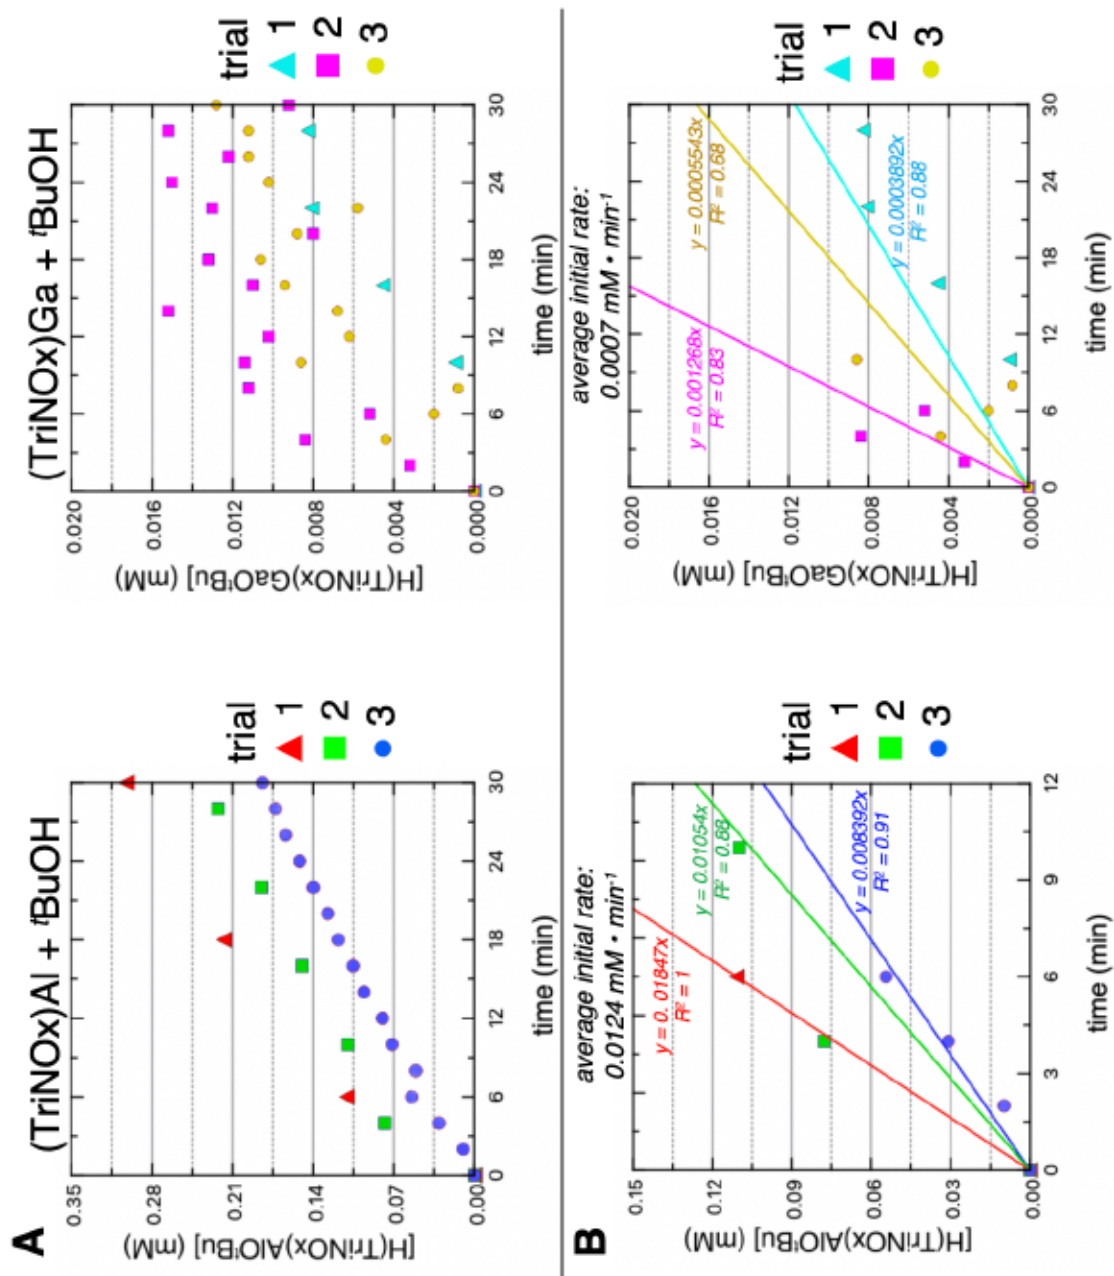 A
(TriNOx)Al + ᵗBuOH
[H(TriNOx)AlOᵗBu] (mM)
0.35
0.28
0.21
0.14
0.07
0.00
0
6
12
18
24
30
time (min)
trial
1
2
3
(TriNOx)Ga + ᵗBuOH
[H(TriNOx)GaOᵗBu] (mM)
0.020
0.016
0.012
0.008
0.004
0.000
0
6
12
18
24
30
time (min)
trial
1
2
3
B
average initial rate:
0.0124 mM • min⁻¹
[H(TriNOx)AlOᵗBu] (mM)
0.15
0.12
0.09
0.06
0.03
0.00
y = 0. 01847x
R² = 1
y = 0.01054x
R² = 0.88
y = 0.008392x
R² = 0.91
0
3
6
9
12
time (min)
trial
1
2
3
average initial rate:
0.0007 mM • min⁻¹
[H(TriNOx)GaOᵗBu] (mM)
0.020
0.016
0.012
0.008
0.004
0.000
y = 0.001268x
R² = 0.83
y = 0.0005543x
R² = 0.68
y = 0.0003892x
R² = 0.88
0
6
12
18
24
30
time (min)
trial
1
2
3